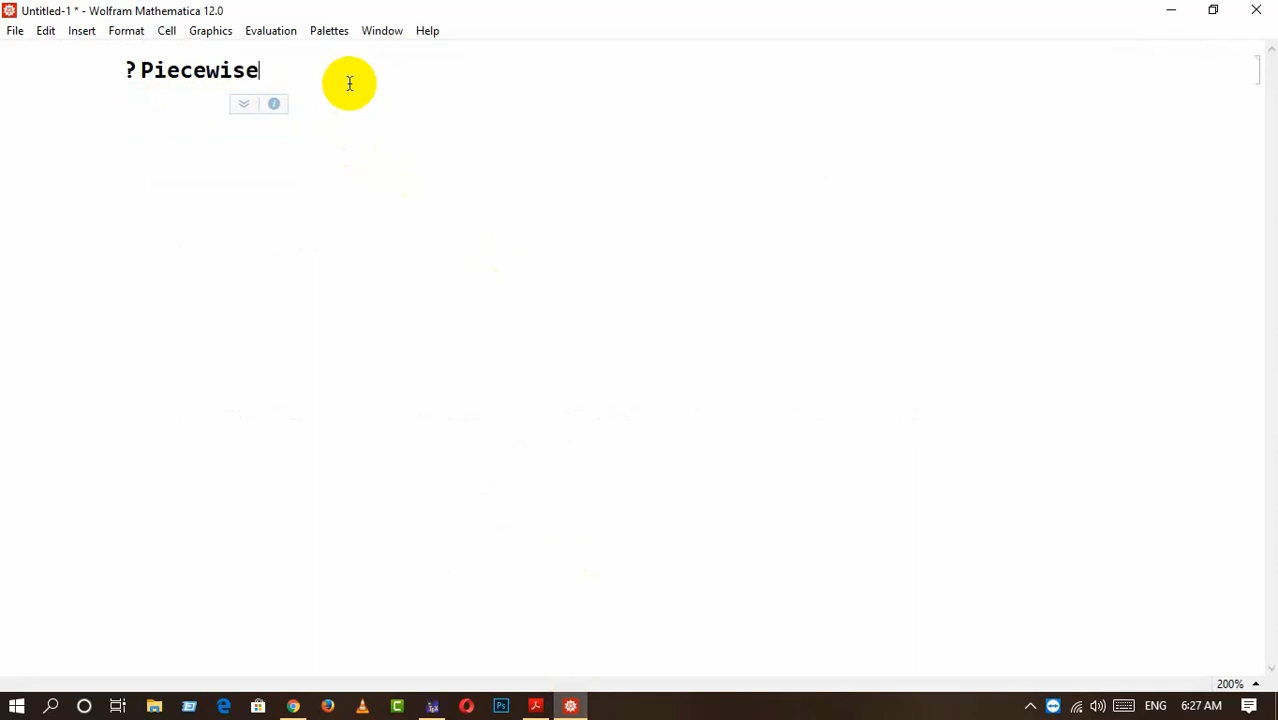 Untitled-1 * - Wolfram Mathematica 12.0
File Edit Insert Format Cell Graphics Evaluation Palettes Window Help
?Piecewise
200%
Ps
ENG 6:27 AM